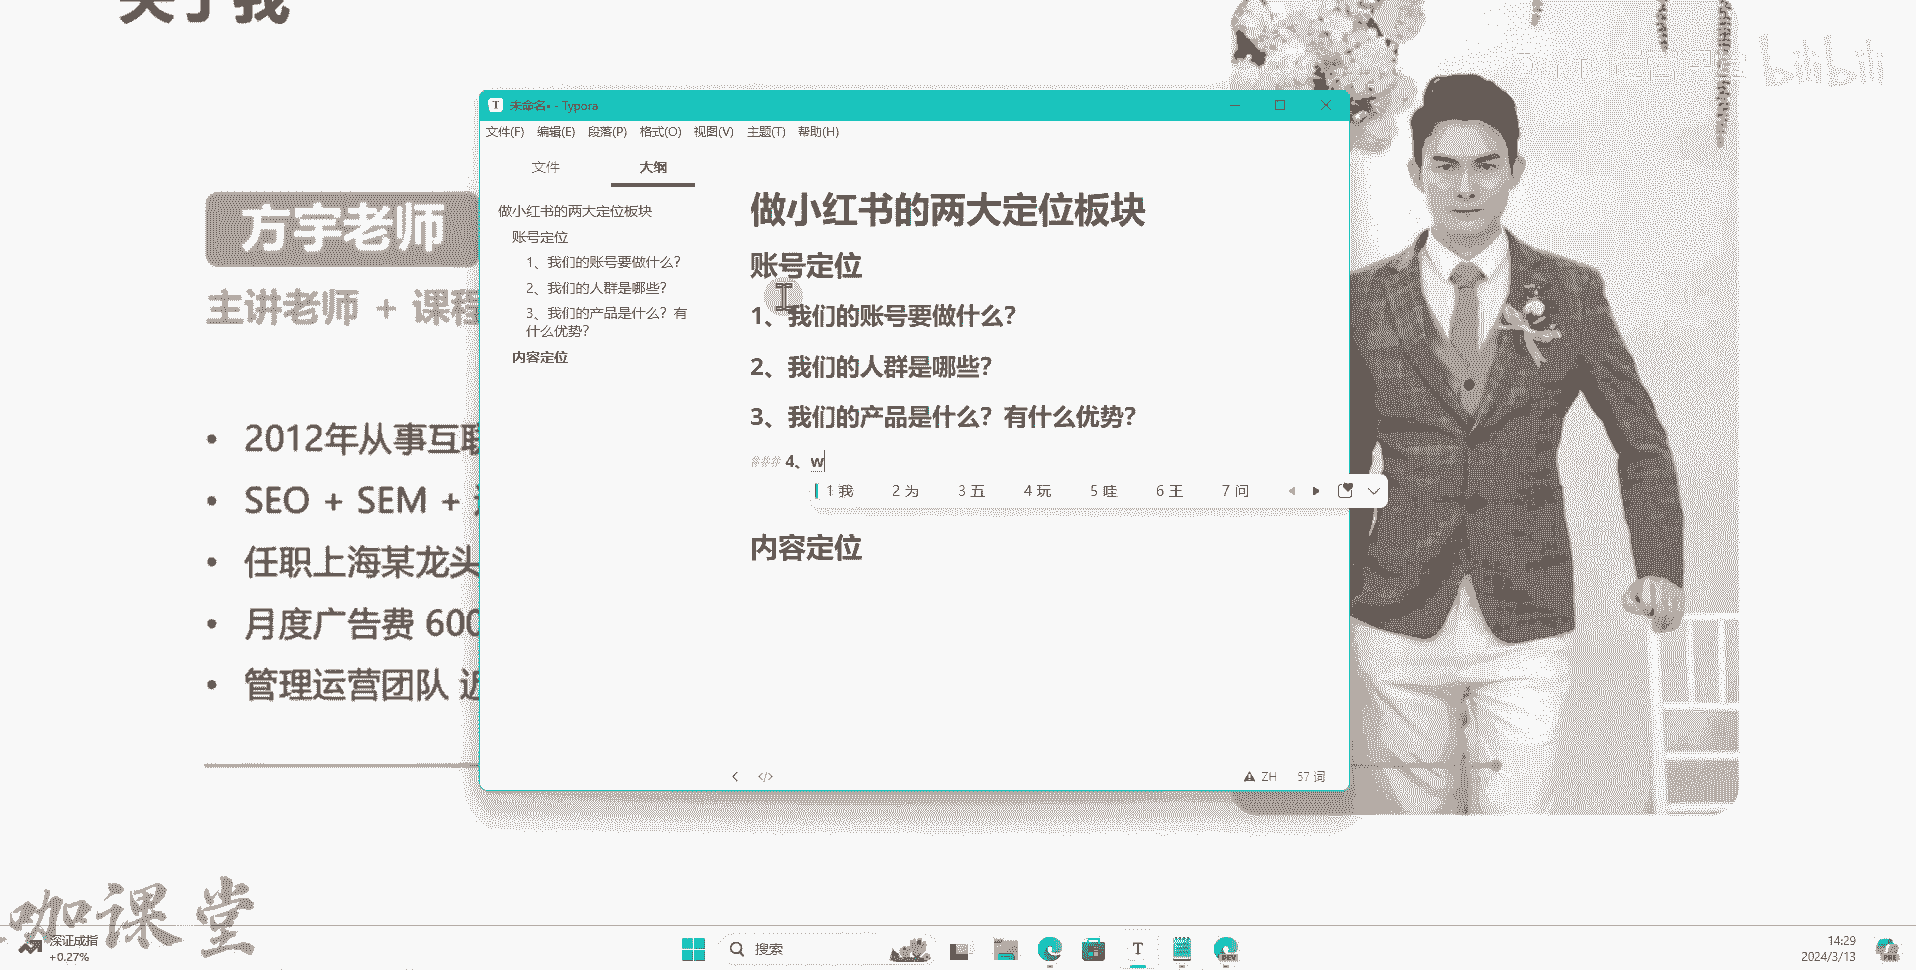 关于我
bilibili
未命名• - Typora
文件(F) 编辑(E) 段落(P) 格式(O) 视图(V) 主题(T) 帮助(H)
文件 大纲
做小红书的两大定位板块
账号定位
1、我们的账号要做什么?
2、我们的人群是哪些?
3、我们的产品是什么？有
什么优势?
内容定位
做小红书的两大定位板块
账号定位
1、我们的账号要做什么?
2、我们的人群是哪些?
3、我们的产品是什么？有什么优势?
### 4、w
1 我 2 为 3 五 4 玩 5 哇 6 王 7 问
内容定位
ZH 57 词
方宇老师
主讲老师 + 课程
• 2012年从事互联
• SEO + SEM +
• 任职上海某龙头
• 月度广告费 600
• 管理运营团队 近
咖课堂
深证成指
+0.27%
搜索
DEV
14:29
2024/3/13
PRE